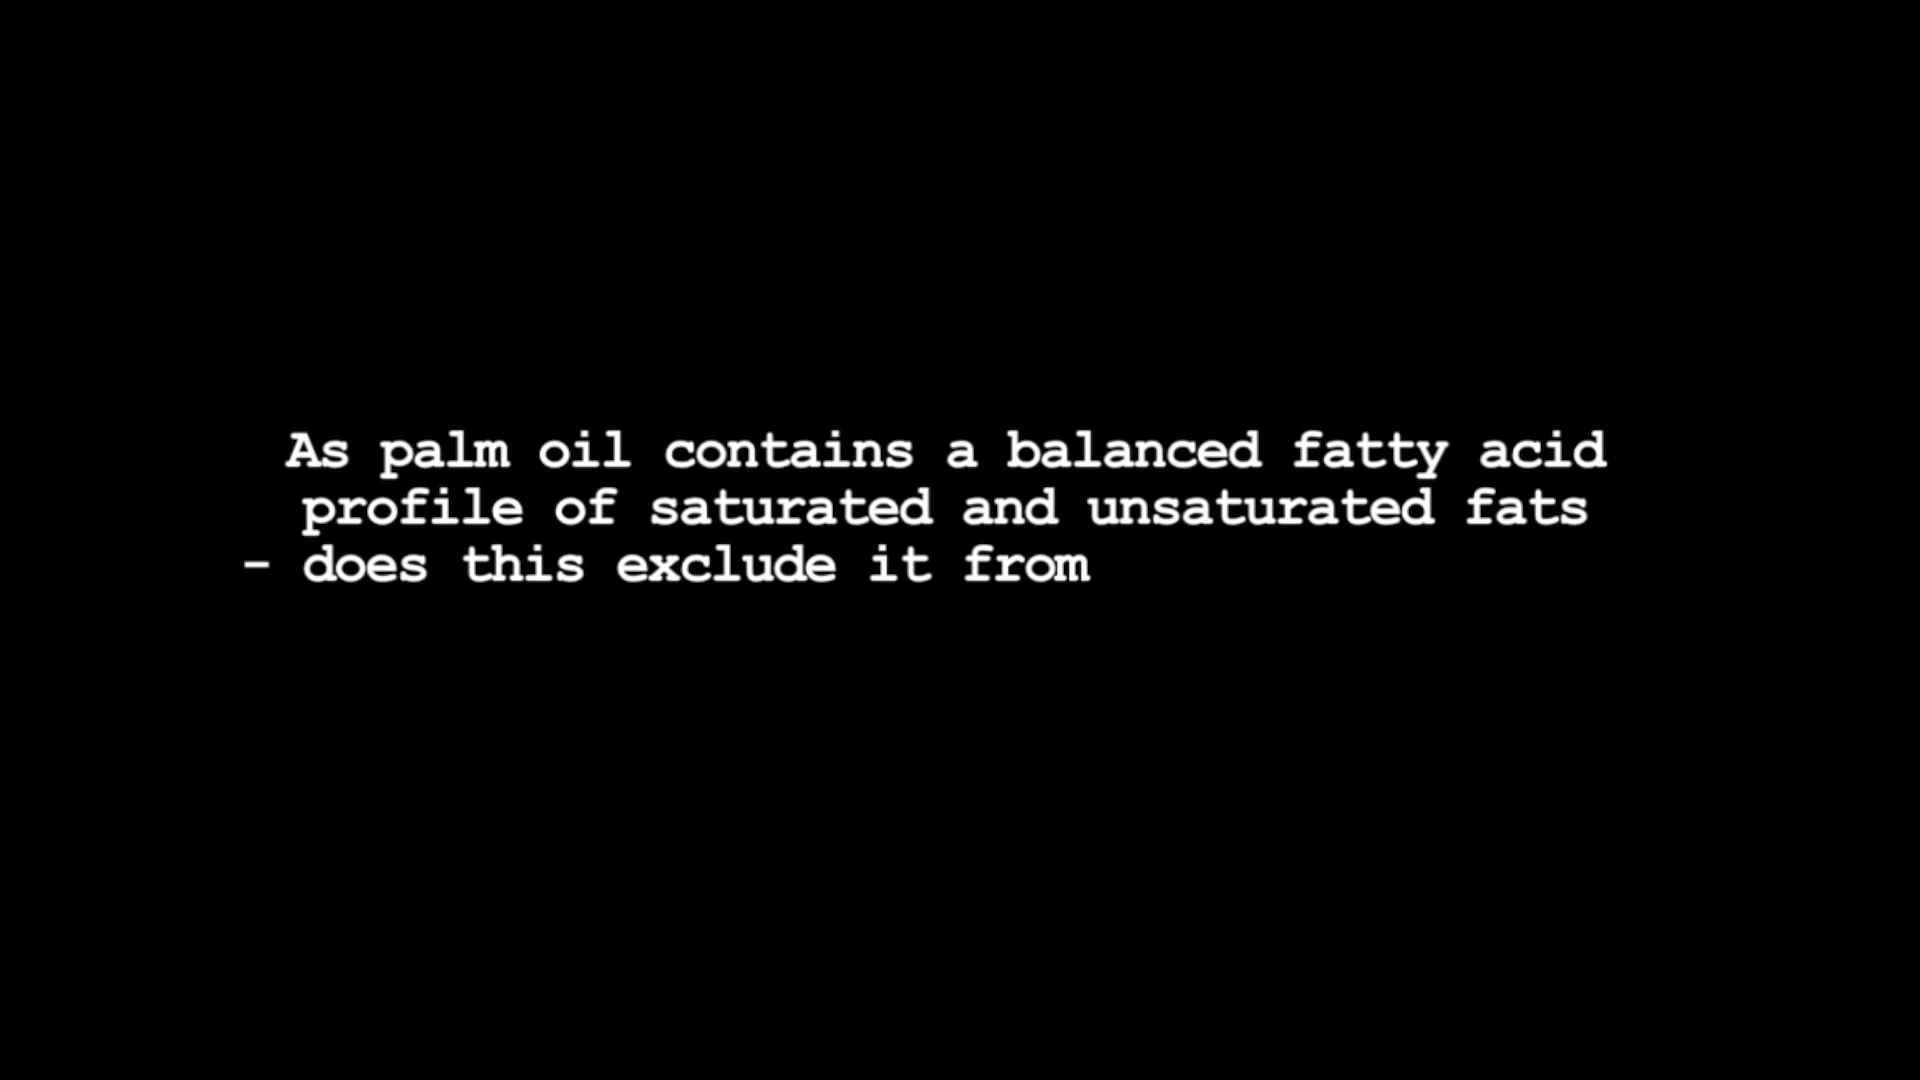 As palm oil contains a balanced fatty acid
profile of saturated and unsaturated fats
- does this exclude it from